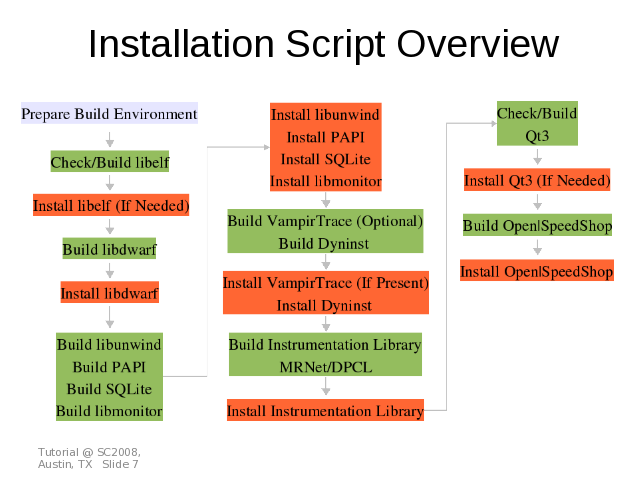 Installation Script Overview
Prepare Build Environment
Check/Build libelf
Install libelf (If Needed)
Build libdwarf
Install libdwarf
Build libunwind
Build PAPI
Build SQLite
Build libmonitor
Install libunwind
Install PAPI
Install SQLite
Install libmonitor
Build VampirTrace (Optional)
Build Dyninst
Install VampirTrace (If Present)
Install Dyninst
Build Instrumentation Library
MRNet/DPCL
Install Instrumentation Library
Check/Build
Qt3
Install Qt3 (If Needed)
Build Open|SpeedShop
Install Open|SpeedShop
Tutorial @ SC2008,
Austin, TX Slide 7